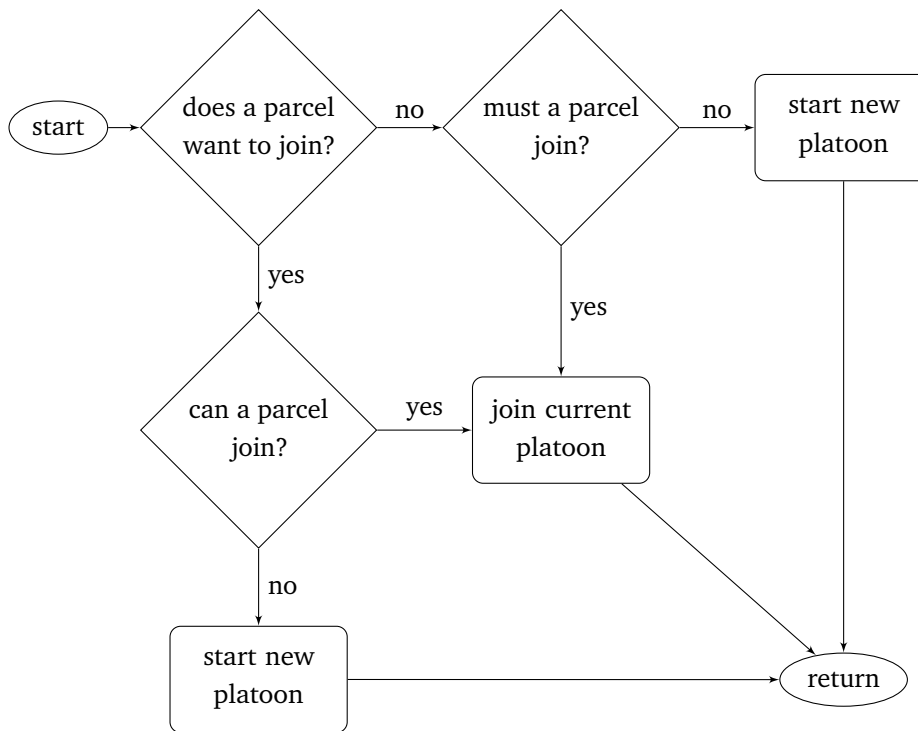 start
does a parcel
want to join?
no
must a parcel
join?
no
start new
platoon
yes
yes
can a parcel
join?
yes
join current
platoon
no
start new
platoon
return